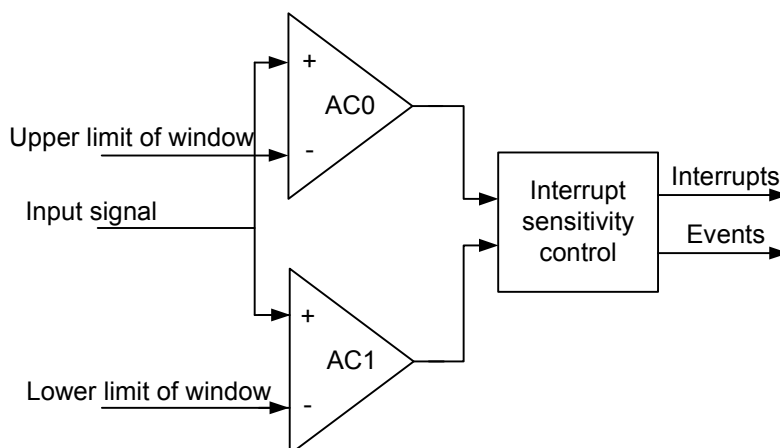 +
AC0
-
Upper limit of window
Input signal
Interrupt
sensitivity
control
Interrupts
Events
+
AC1
-
Lower limit of window